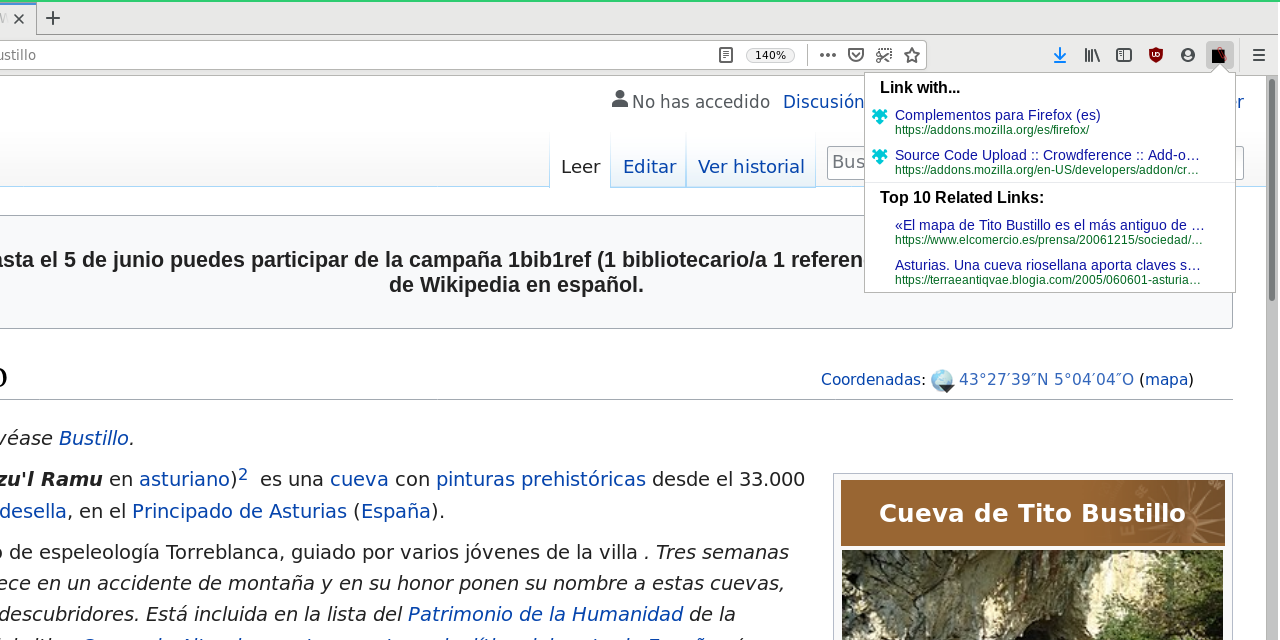 ustillo
140%
Link with...
Complementos para Firefox (es)
https://addons.mozilla.org/es/firefox/
Source Code Upload :: Crowdference :: Add-o…
https://addons.mozilla.org/en-US/developers/addon/cr…
Top 10 Related Links:
«El mapa de Tito Bustillo es el más antiguo de …
https://www.elcomercio.es/prensa/20061215/sociedad/…
Asturias. Una cueva riosellana aporta claves s…
https://terraeantiqvae.blogia.com/2005/060601-asturia…
No has accedido Discusión er
Leer Editar Ver historial Bus
asta el 5 de junio puedes participar de la campaña 1bib1ref (1 bibliotecario/a 1 referen
de Wikipedia en español.
o Coordenadas: 43°27′39″N 5°04′04″O (mapa)
véase Bustillo.
zu'l Ramu en asturiano)2 es una cueva con pinturas prehistóricas desde el 33.000
desella, en el Principado de Asturias (España).
Cueva de Tito Bustillo
o de espeleología Torreblanca, guiado por varios jóvenes de la villa . Tres semanas
ece en un accidente de montaña y en su honor ponen su nombre a estas cuevas,
descubridores. Está incluida en la lista del Patrimonio de la Humanidad de la